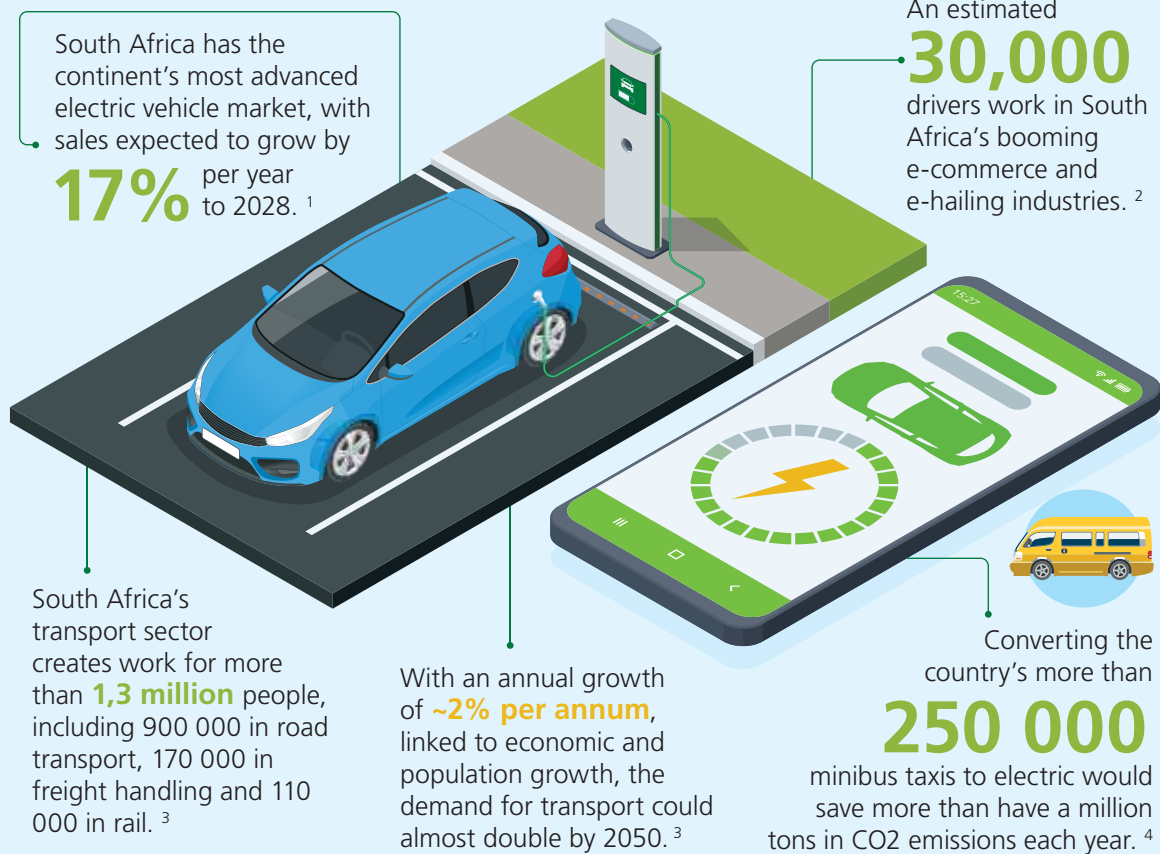 South Africa has the
continent's most advanced
electric vehicle market, with
sales expected to grow by
17% per year
to 2028. 1
An estimated
30,000
drivers work in South
Africa's booming
e-commerce and
e-hailing industries. 2
15:27
South Africa's
transport sector
creates work for more
than 1,3 million people,
including 900 000 in road
transport, 170 000 in
freight handling and 110
000 in rail. 3
With an annual growth
of ~2% per annum,
linked to economic and
population growth, the
demand for transport could
almost double by 2050. 3
Converting the
country's more than
250 000
minibus taxis to electric would
save more than have a million
tons in CO2 emissions each year. 4